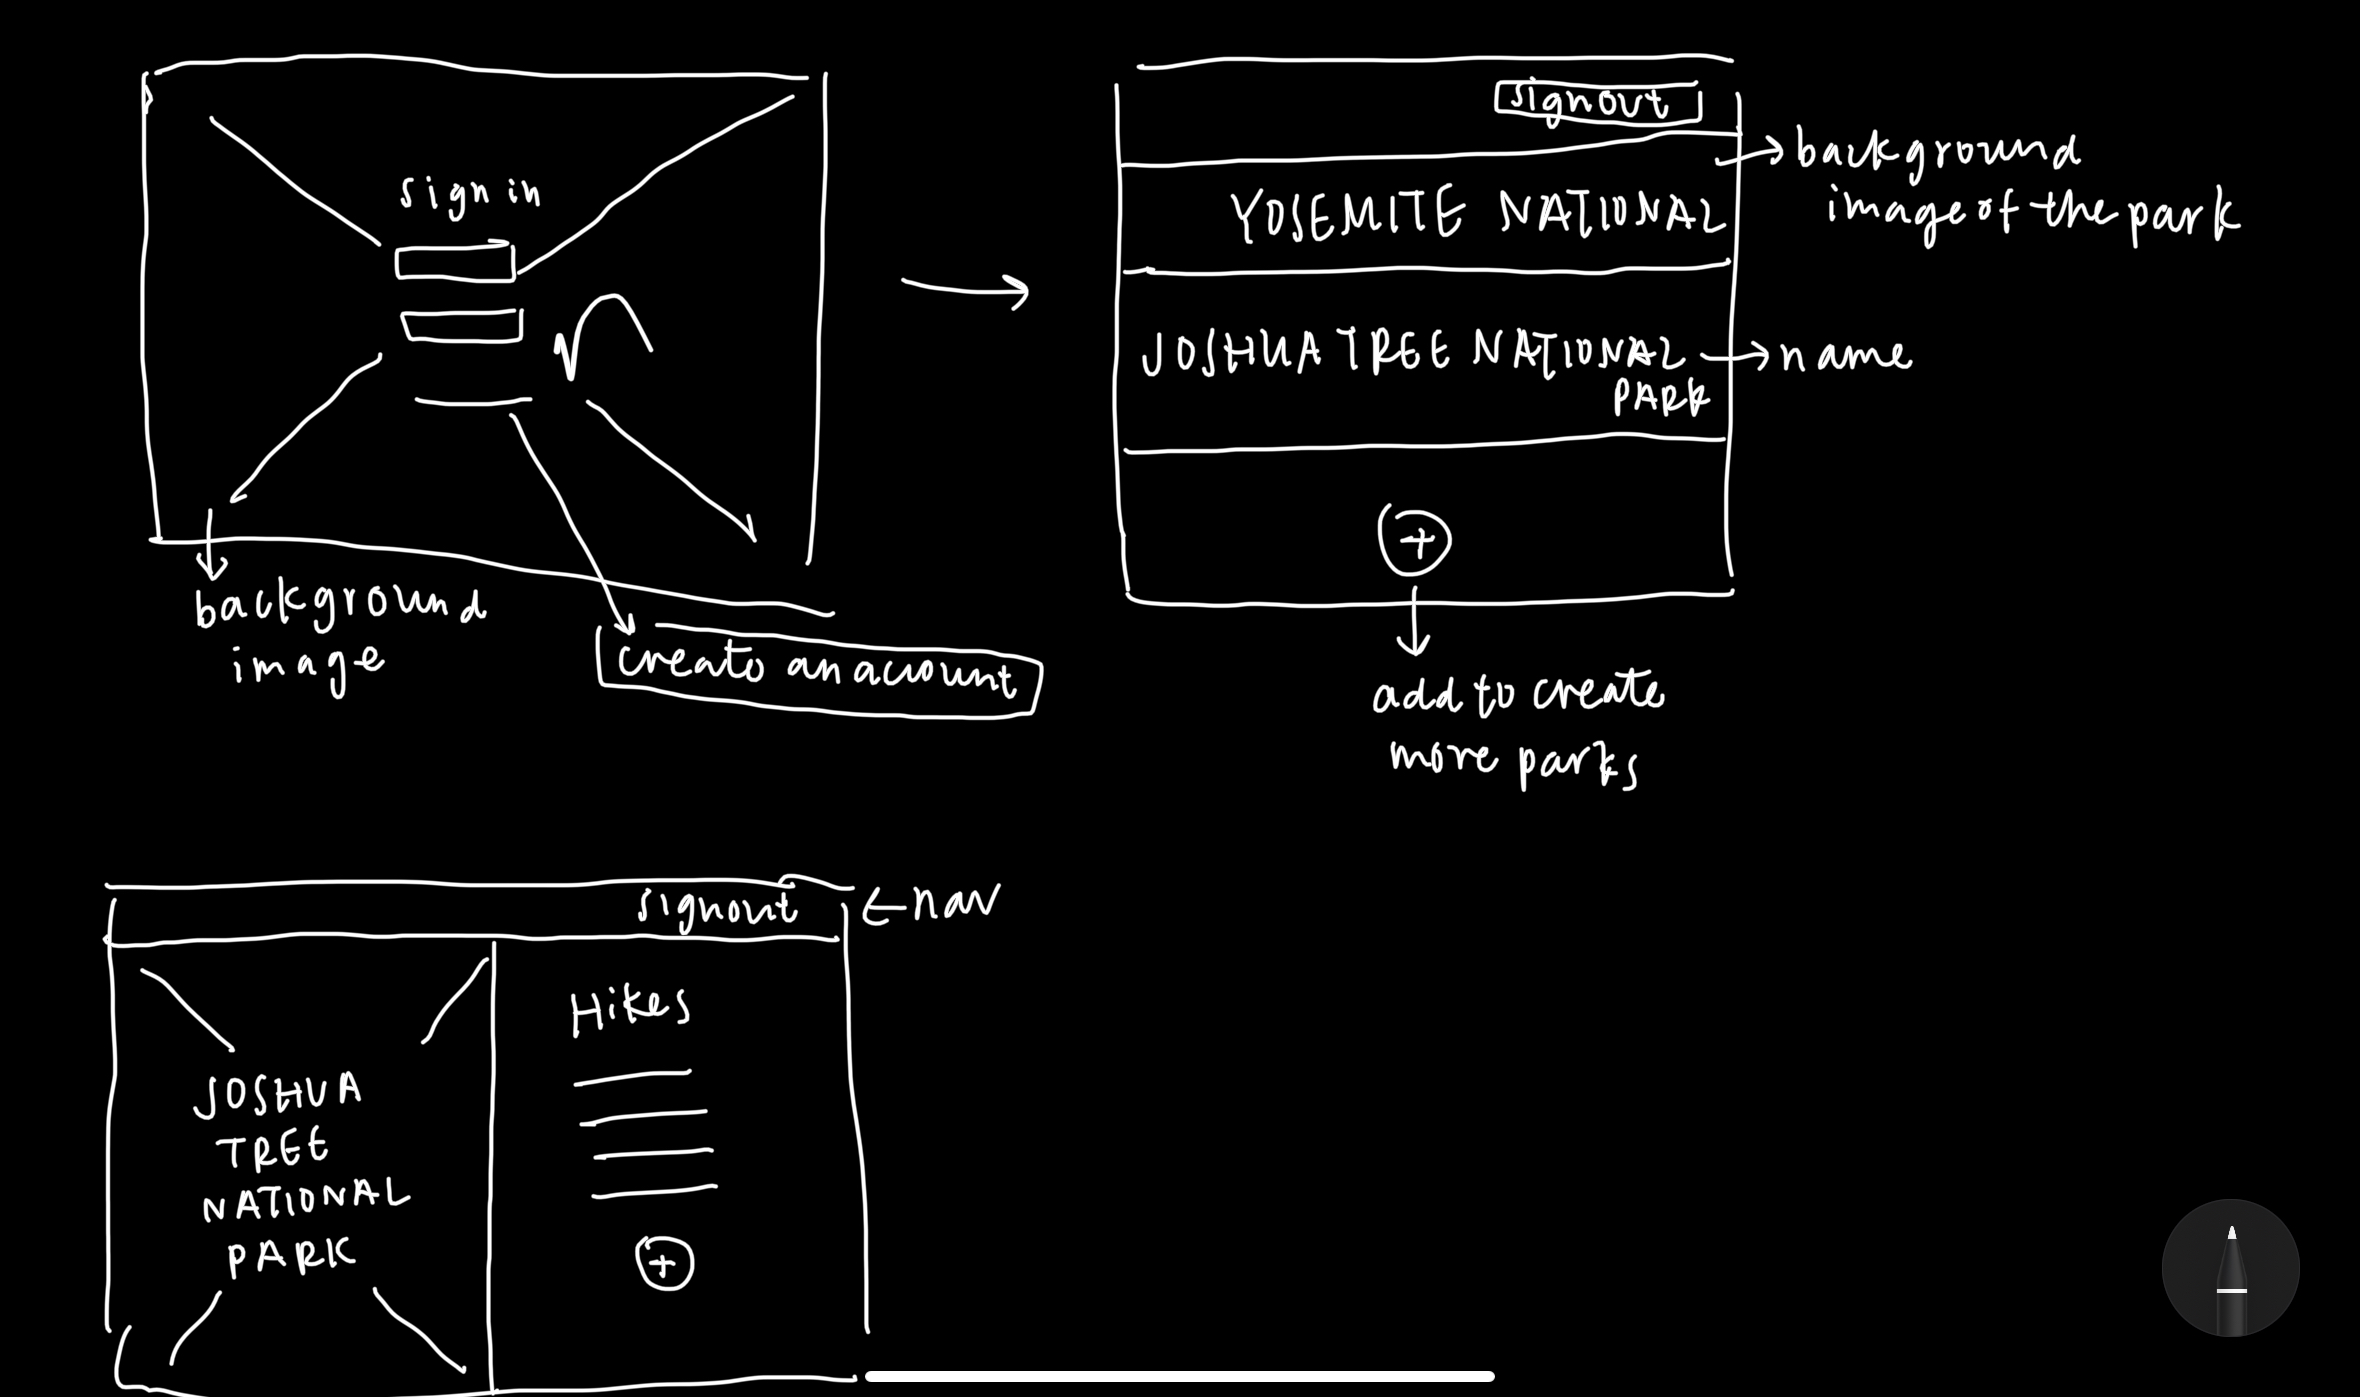 sign in
background
image
create an account
signout
YOSEMITE NATIONAL
JOSHUA TREE NATIONAL
PARK
background
image of the park
name
+
add to create
more parks
signout
nav
JOSHUA
TREE
NATIONAL
PARK
Hikes
+